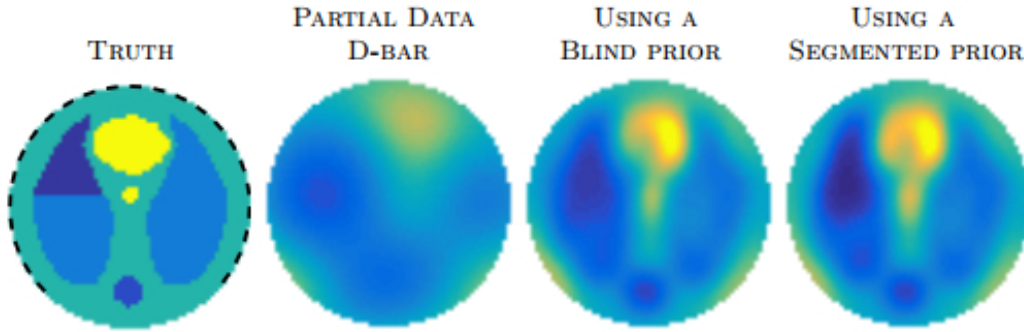 TRUTH
PARTIAL DATA
D-BAR
USING A
BLIND PRIOR
USING A
SEGMENTED PRIOR